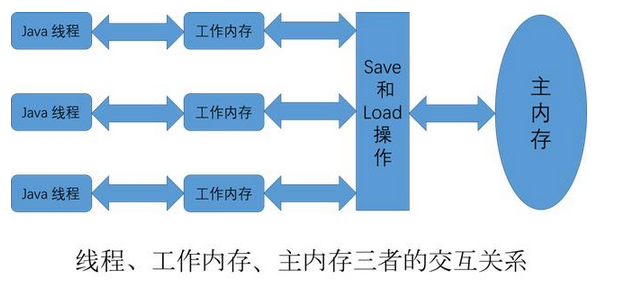 Java 线程
工作内存
Java 线程
工作内存
Java 线程
工作内存
Save
和
Load
操
作
主
内
存
线程、工作内存、主内存三者的交互关系